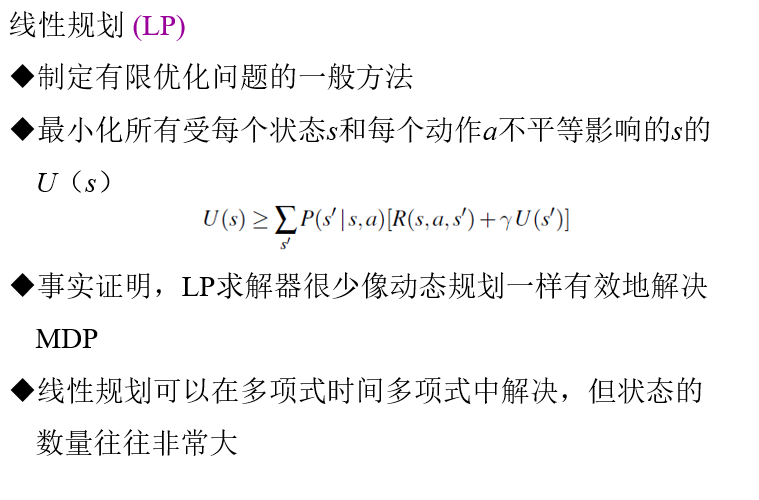 线性规划 (LP)
◆制定有限优化问题的一般方法
◆最小化所有受每个状态s和每个动作a不平等影响的s的
U（s）
U(s) ≥ ∑ P(s′|s,a)[R(s,a,s′) + γ U(s′)]
s′
◆事实证明，LP求解器很少像动态规划一样有效地解决
MDP
◆线性规划可以在多项式时间多项式中解决，但状态的
数量往往非常大